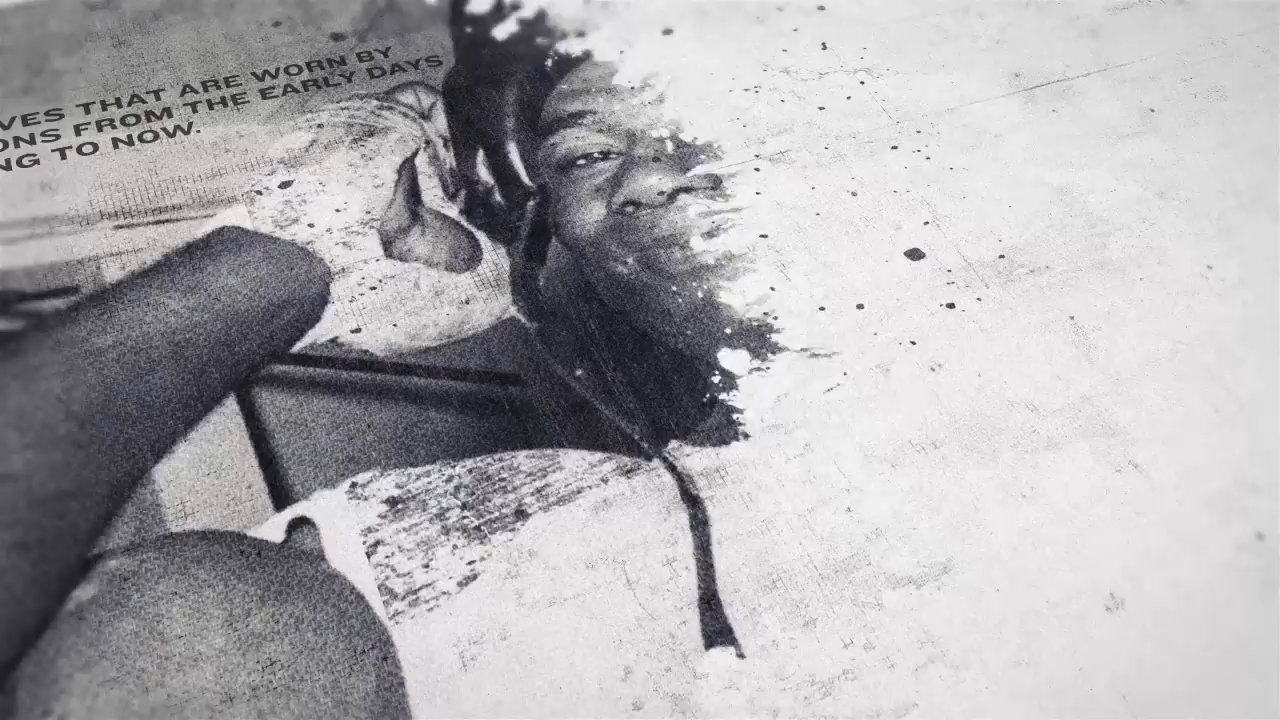 VES THAT ARE WORN BY
ONS FROM THE EARLY DAYS
NG TO NOW.